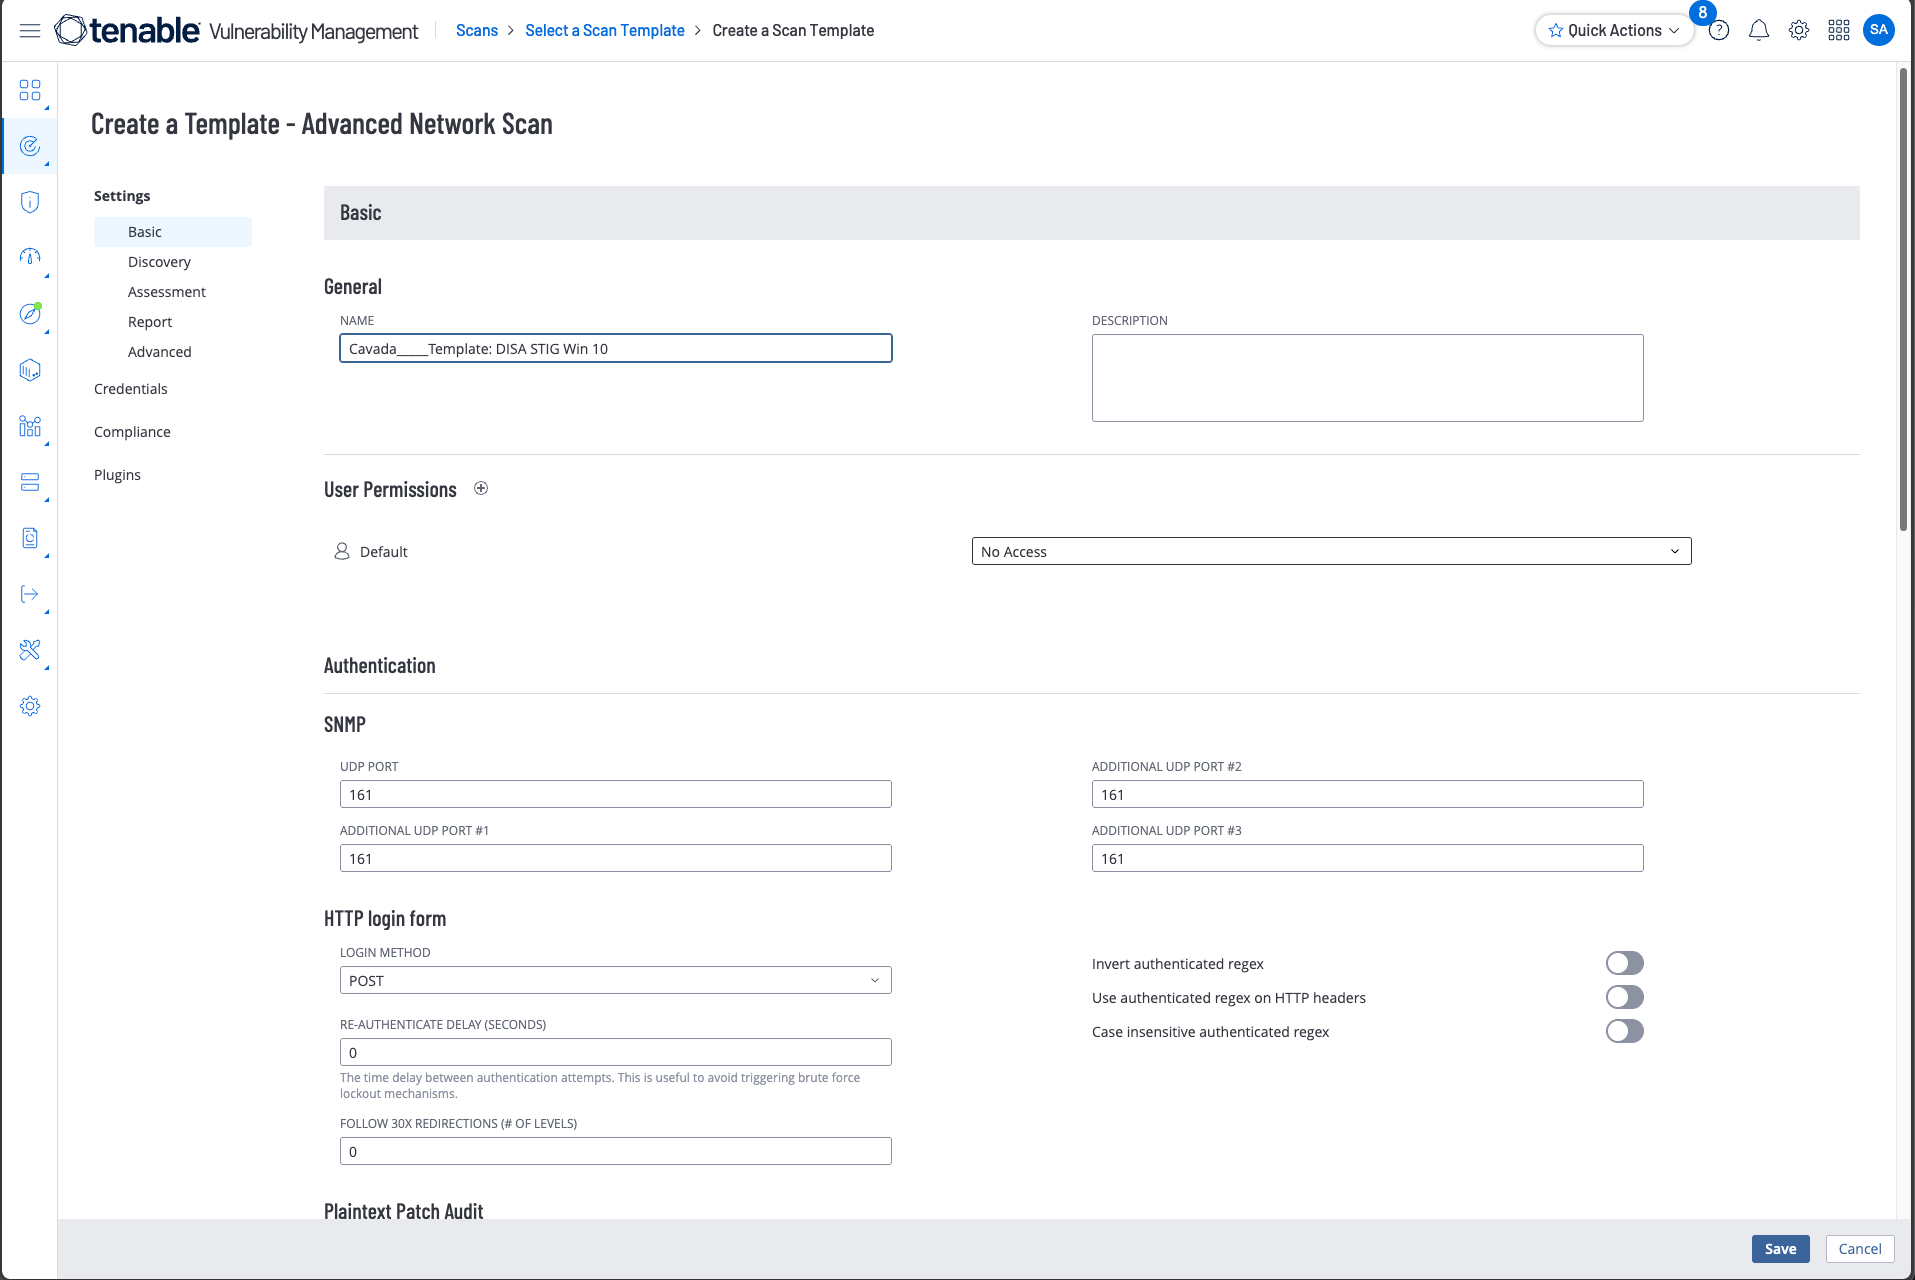 tenable Vulnerability Management Scans > Select a Scan Template > Create a Scan Template Quick Actions 8 ? SA
Create a Template - Advanced Network Scan
Settings
Basic
Discovery
Assessment
Report
Advanced
Credentials
Compliance
Plugins
Basic
General
NAME
Cavada_____Template: DISA STIG Win 10
DESCRIPTION
User Permissions
Default
No Access
Authentication
SNMP
UDP PORT
161
ADDITIONAL UDP PORT #2
161
ADDITIONAL UDP PORT #1
161
ADDITIONAL UDP PORT #3
161
HTTP login form
LOGIN METHOD
POST
RE-AUTHENTICATE DELAY (SECONDS)
0
The time delay between authentication attempts. This is useful to avoid triggering brute force
lockout mechanisms.
FOLLOW 30X REDIRECTIONS (# OF LEVELS)
0
Invert authenticated regex
Use authenticated regex on HTTP headers
Case insensitive authenticated regex
Plaintext Patch Audit
Save
Cancel